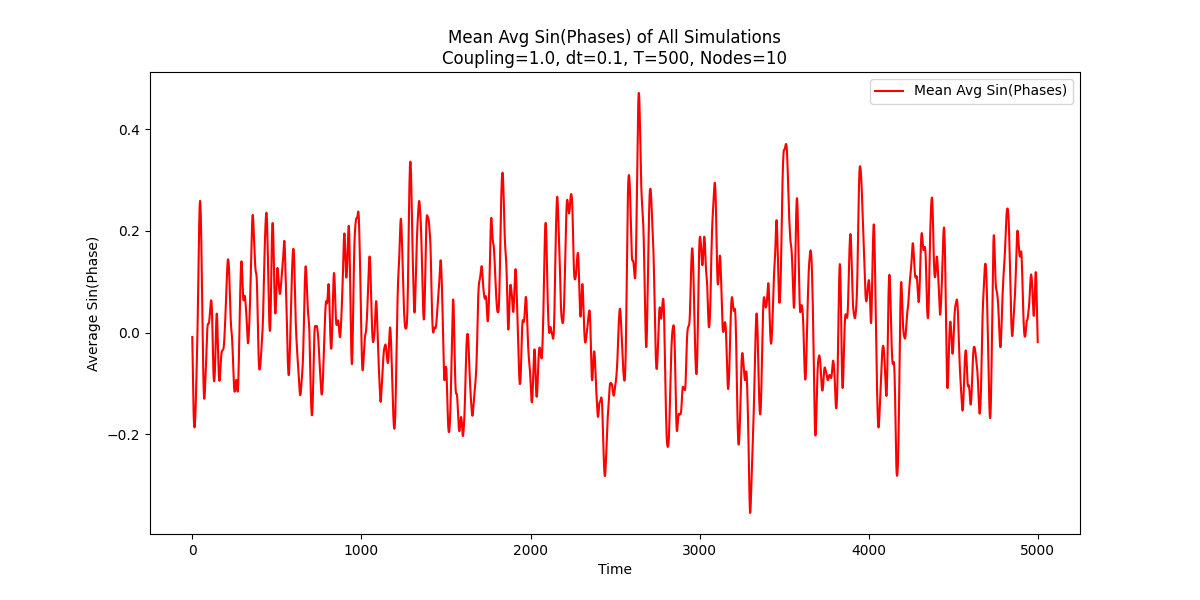 Mean Avg Sin(Phases) of All Simulations
Coupling=1.0, dt=0.1, T=500, Nodes=10
Mean Avg Sin(Phases)
Average Sin(Phase)
0.4
0.2
0.0
−0.2
0 1000 2000 3000 4000 5000
Time